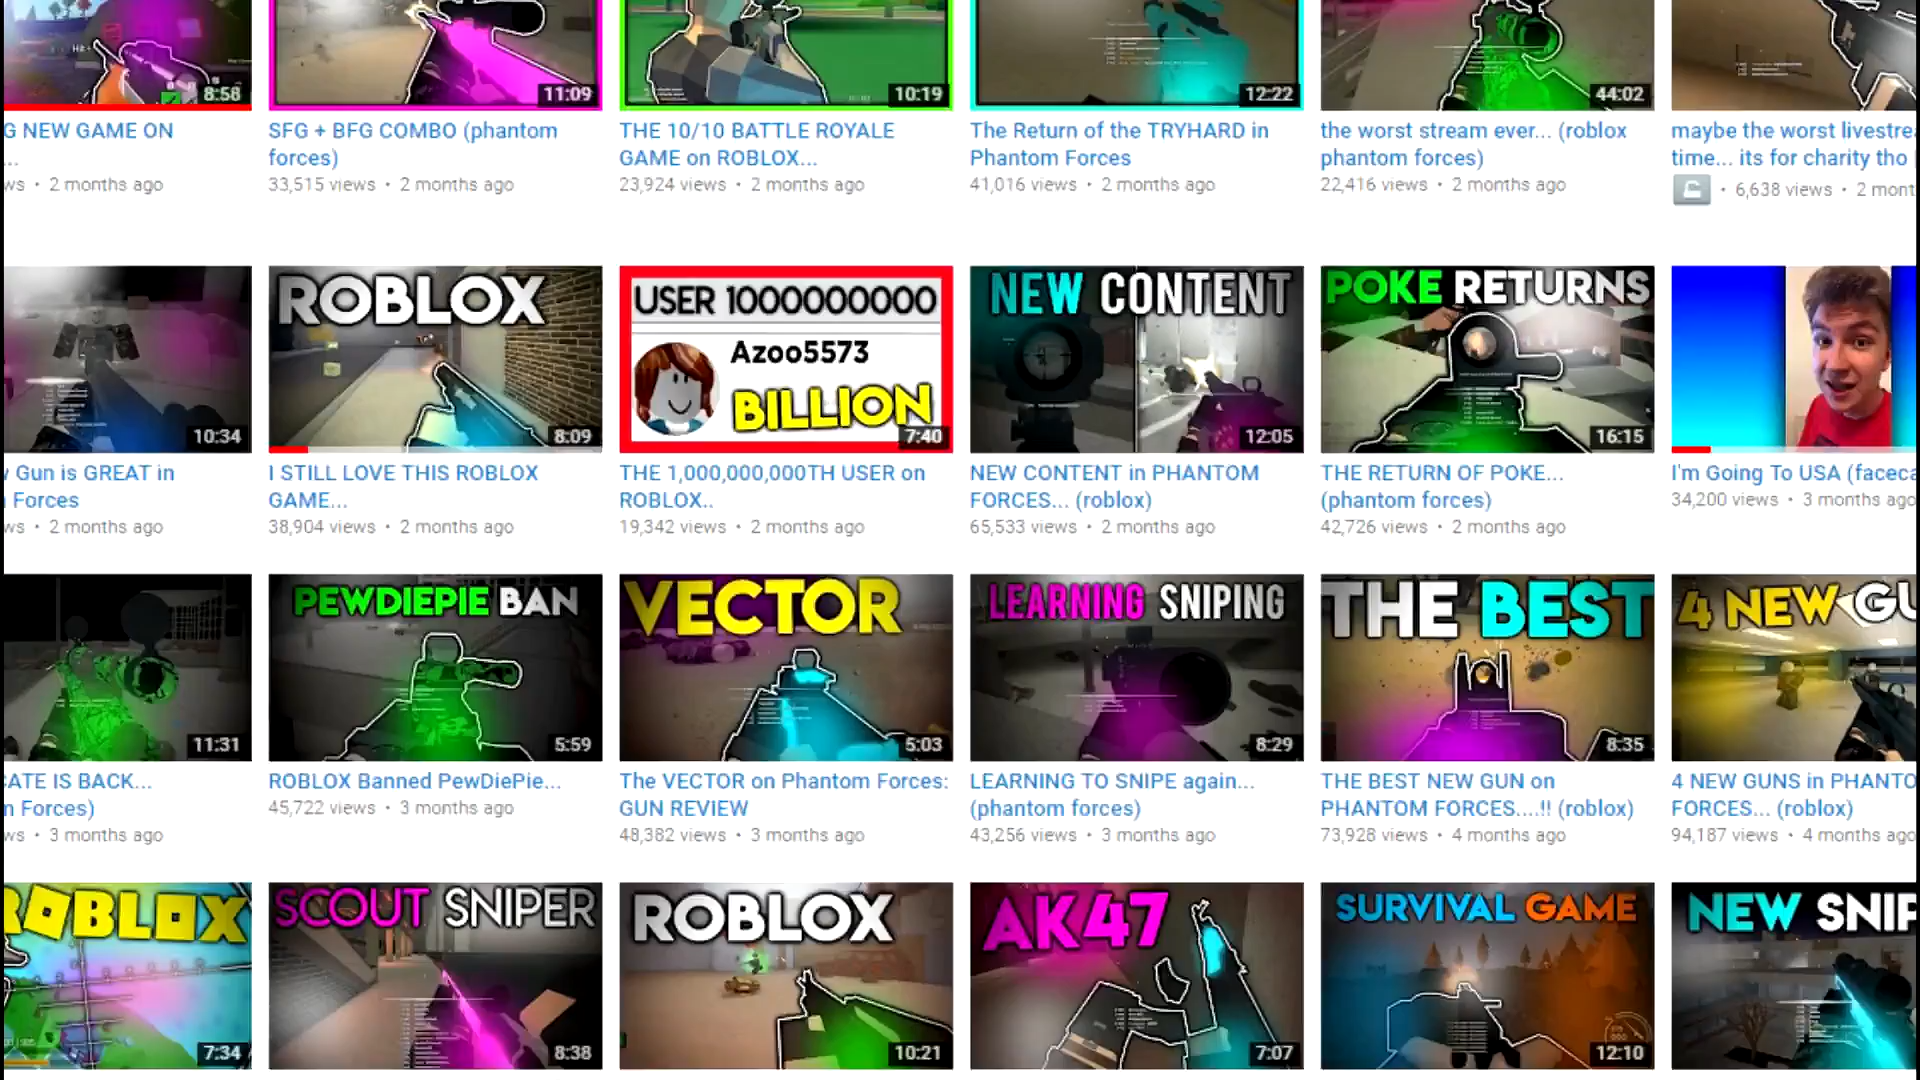 8:58
11:09
10:19
12:22
44:02
G NEW GAME ON
...
ws • 2 months ago
SFG + BFG COMBO (phantom
forces)
33,515 views • 2 months ago
THE 10/10 BATTLE ROYALE
GAME on ROBLOX...
23,924 views • 2 months ago
The Return of the TRYHARD in
Phantom Forces
41,016 views • 2 months ago
the worst stream ever... (roblox
phantom forces)
22,416 views • 2 months ago
maybe the worst livestre
time... its for charity tho
• 6,638 views • 2 mont
10:34
ROBLOX
8:09
USER 1000000000
Azoo5573
BILLION
7:40
NEW CONTENT
12:05
POKE RETURNS
16:15
Gun is GREAT in
Forces
ws • 2 months ago
I STILL LOVE THIS ROBLOX
GAME...
38,904 views • 2 months ago
THE 1,000,000,000TH USER on
ROBLOX..
19,342 views • 2 months ago
NEW CONTENT in PHANTOM
FORCES... (roblox)
65,533 views • 2 months ago
THE RETURN OF POKE...
(phantom forces)
42,726 views • 2 months ago
I'm Going To USA (faceca
34,200 views • 3 months ago
11:31
PEWDIEPIE BAN
5:59
VECTOR
5:03
LEARNING SNIPING
8:29
THE BEST
8:35
4 NEW GU
CATE IS BACK...
n Forces)
ws • 3 months ago
ROBLOX Banned PewDiePie...
45,722 views • 3 months ago
The VECTOR on Phantom Forces:
GUN REVIEW
48,382 views • 3 months ago
LEARNING TO SNIPE again...
(phantom forces)
43,256 views • 3 months ago
THE BEST NEW GUN on
PHANTOM FORCES....!! (roblox)
73,928 views • 4 months ago
4 NEW GUNS in PHANTO
FORCES... (roblox)
94,187 views • 4 months ago
ROBLOX
7:34
SCOUT SNIPER
8:38
ROBLOX
10:21
AK47
7:07
SURVIVAL GAME
12:10
NEW SNIP